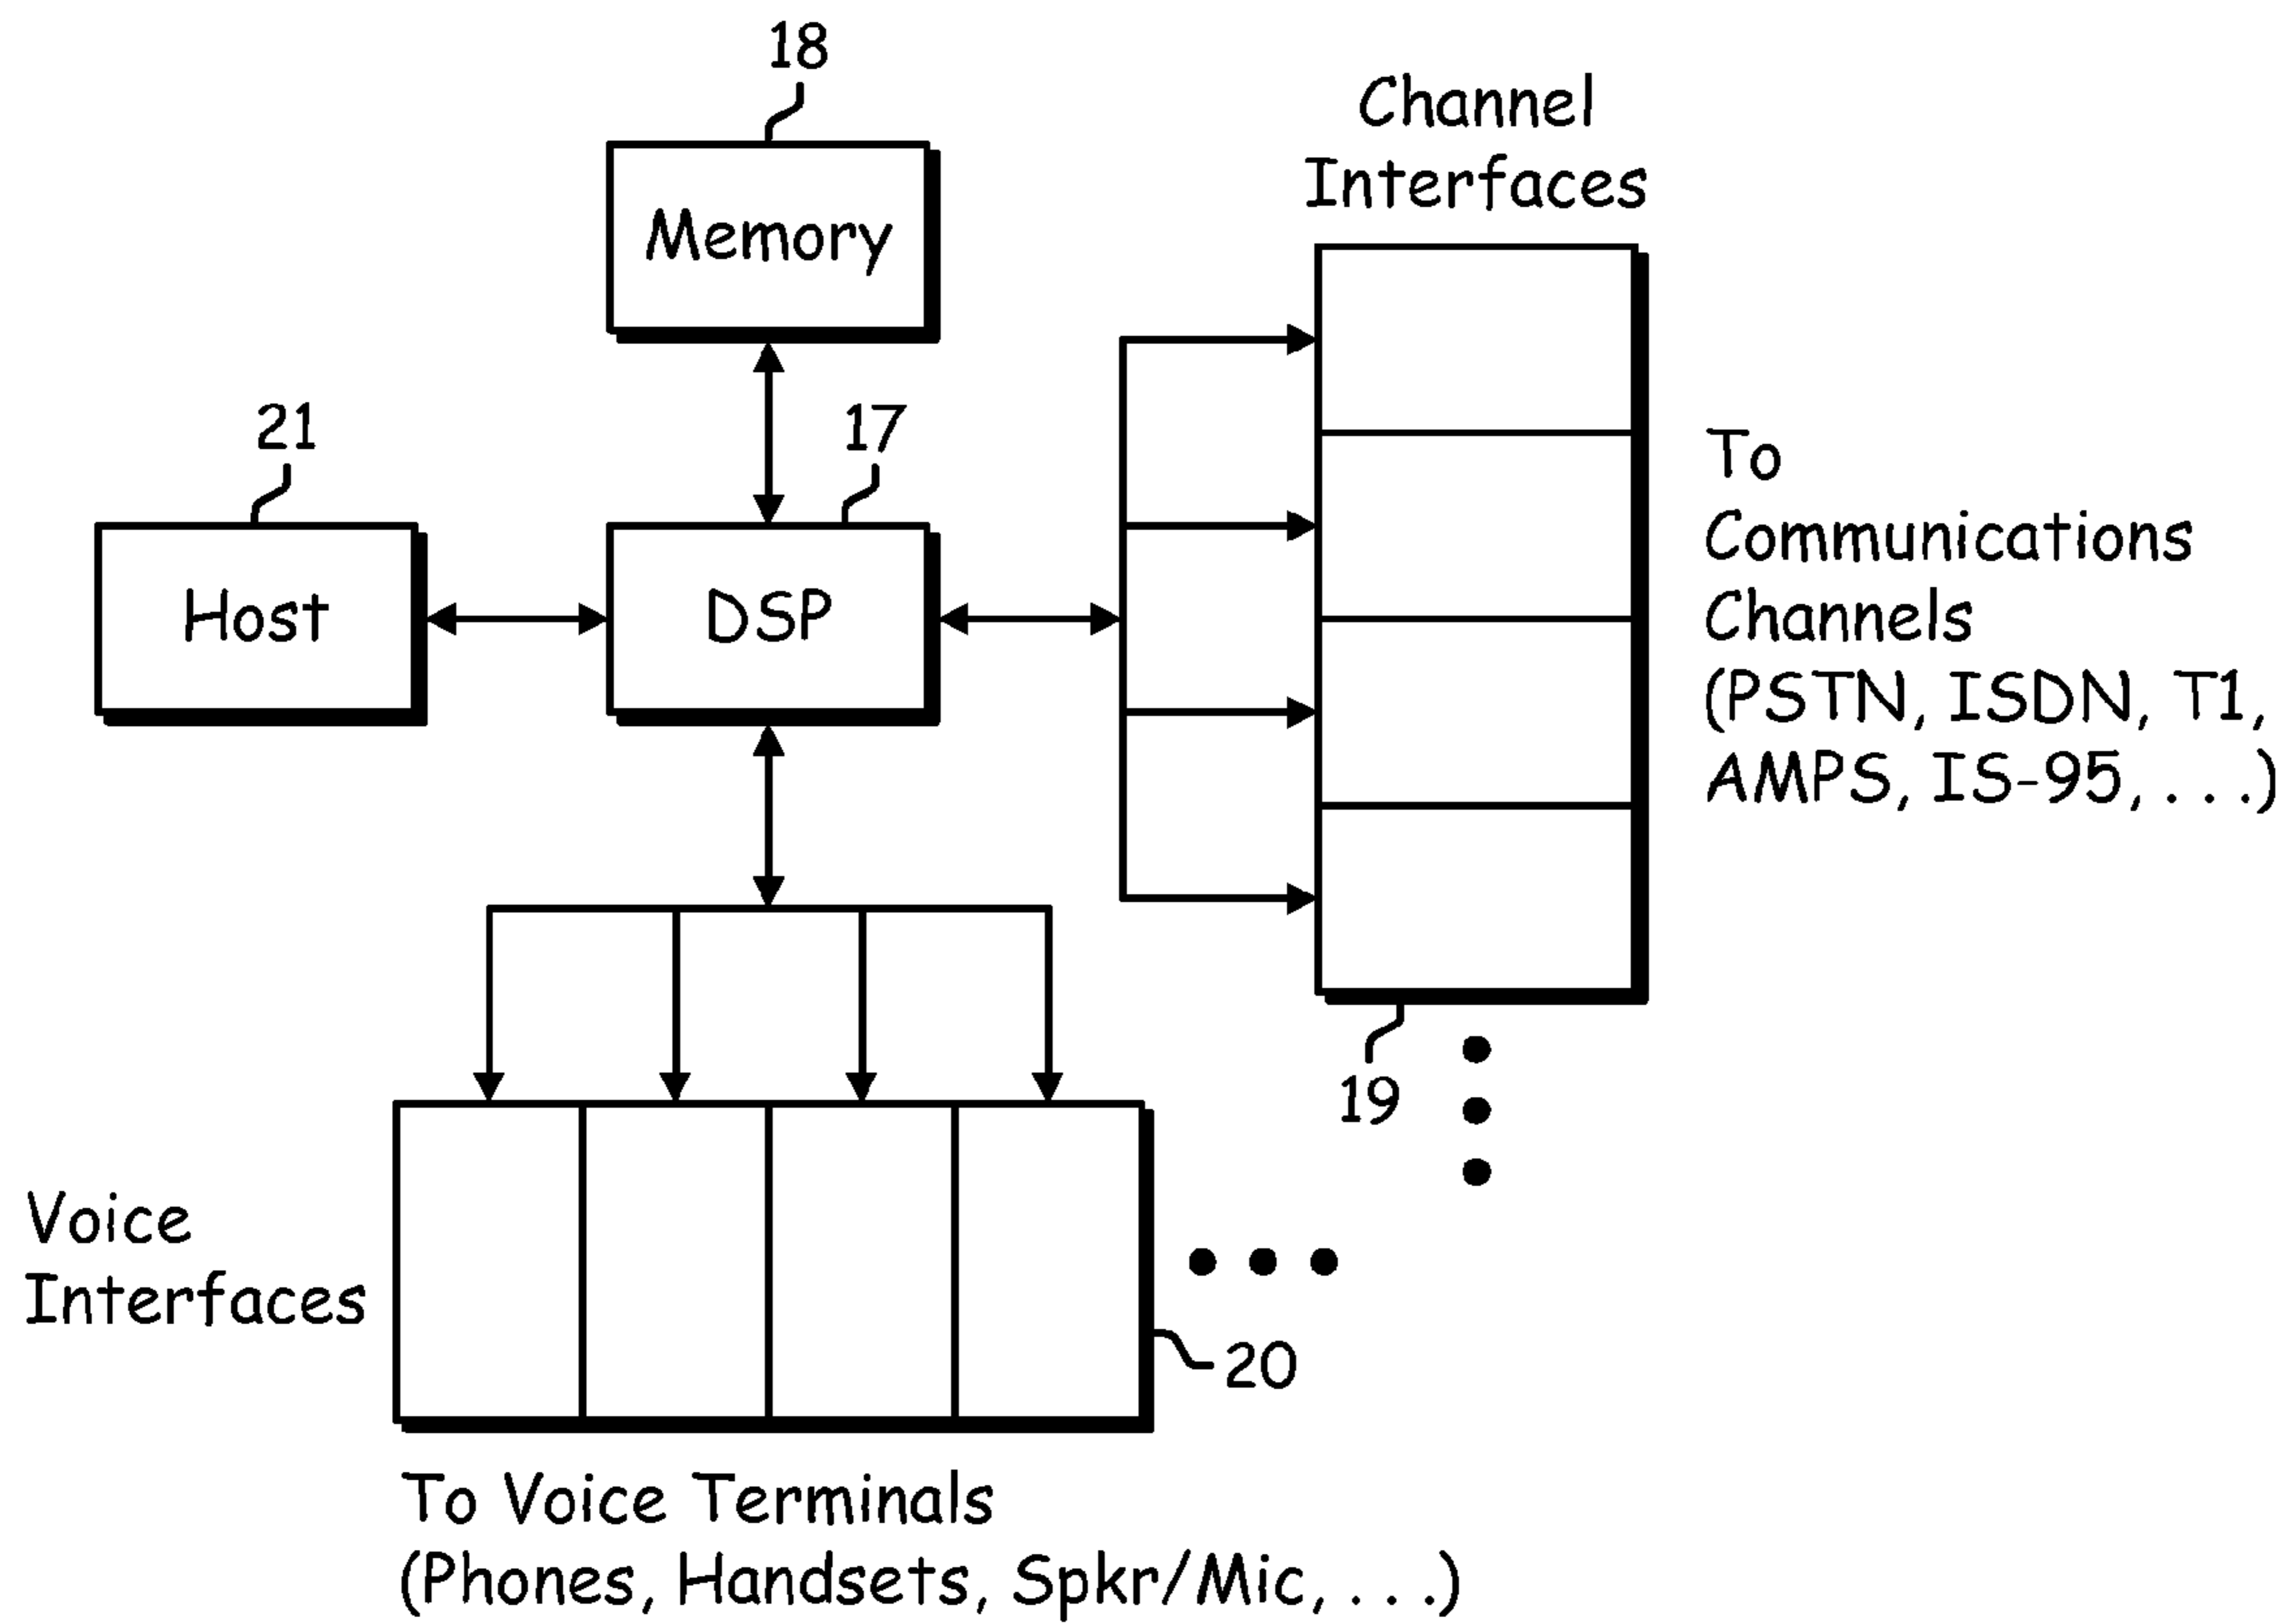 18
Channel
Interfaces
Memory
21
17
Host
DSP
To
Communications
Channels
(PSTN, ISDN, T1,
AMPS, IS-95, . . .)
19
Voice
Interfaces
20
To Voice Terminals
(Phones, Handsets, Spkr/Mic, . . .)